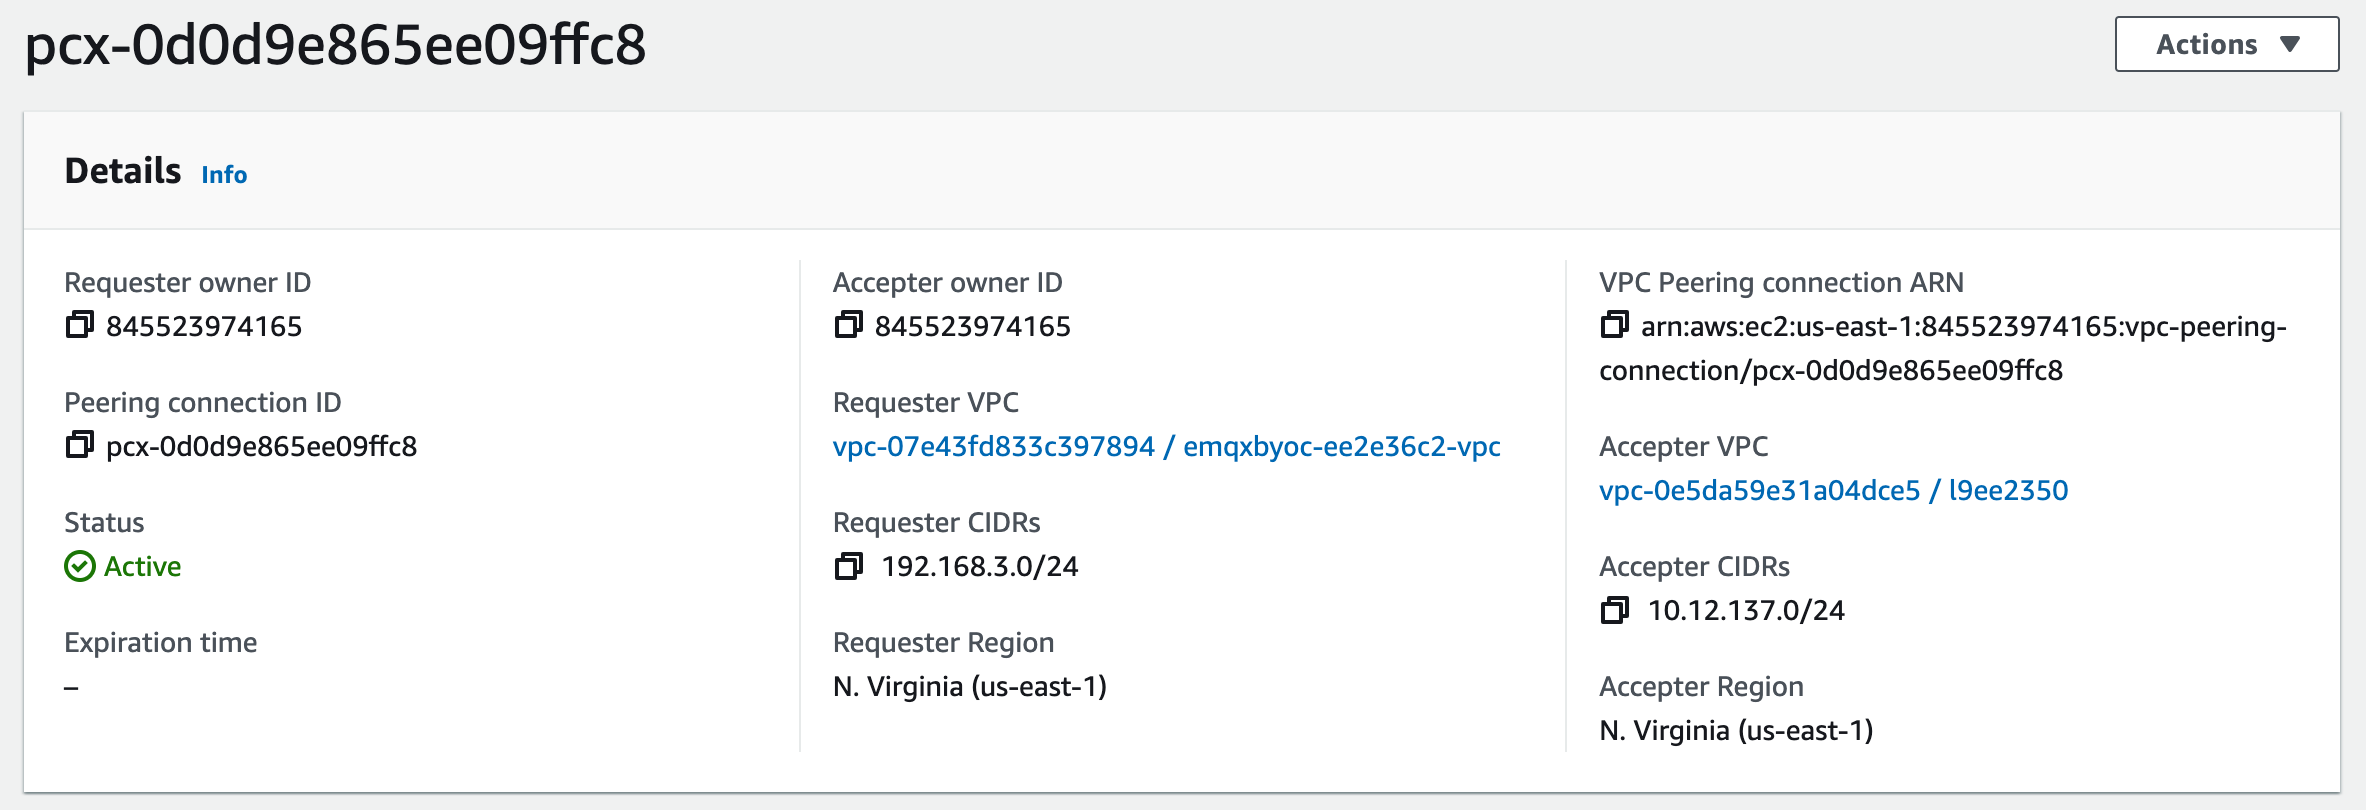 pcx-0d0d9e865ee09ffc8
Actions
Details Info
Requester owner ID
845523974165
Peering connection ID
pcx-0d0d9e865ee09ffc8
Status
Active
Expiration time
–
Accepter owner ID
845523974165
Requester VPC
vpc-07e43fd833c397894 / emqxbyoc-ee2e36c2-vpc
Requester CIDRs
192.168.3.0/24
Requester Region
N. Virginia (us-east-1)
VPC Peering connection ARN
arn:aws:ec2:us-east-1:845523974165:vpc-peering-
connection/pcx-0d0d9e865ee09ffc8
Accepter VPC
vpc-0e5da59e31a04dce5 / l9ee2350
Accepter CIDRs
10.12.137.0/24
Accepter Region
N. Virginia (us-east-1)